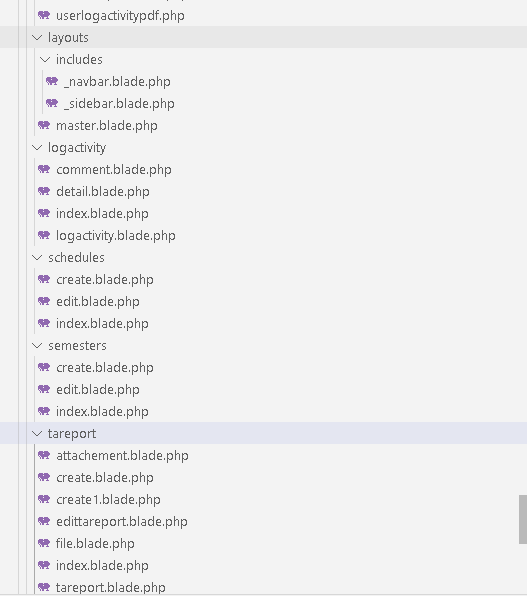 userlogactivitypdf.php
layouts
includes
_navbar.blade.php
_sidebar.blade.php
master.blade.php
logactivity
comment.blade.php
detail.blade.php
index.blade.php
logactivity.blade.php
schedules
create.blade.php
edit.blade.php
index.blade.php
semesters
create.blade.php
edit.blade.php
index.blade.php
tareport
attachement.blade.php
create.blade.php
create1.blade.php
edittareport.blade.php
file.blade.php
index.blade.php
tareport.blade.php